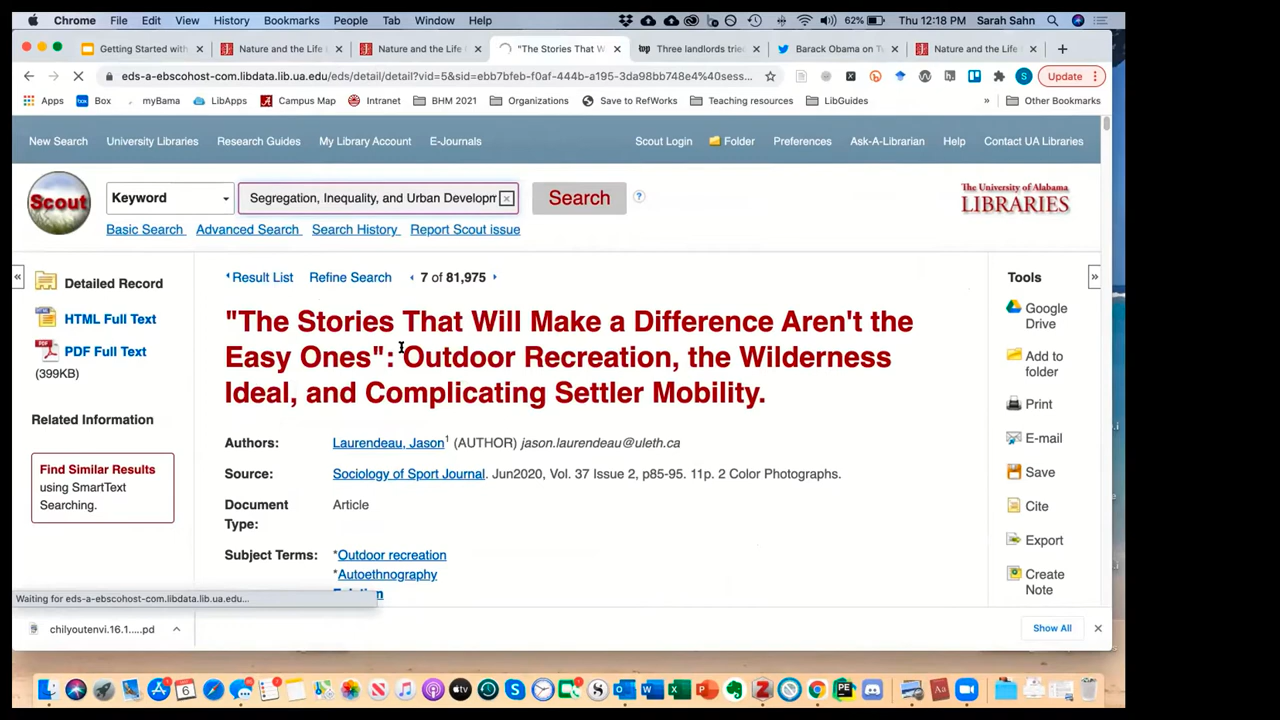 Chrome File Edit View History Bookmarks People Tab Window Help 62% Thu 12:18 PM Sarah Sahn
Getting Started with Nature and the Life Nature and the Life "The Stories That W Three landlords trie Barack Obama on Tw Nature and the Life
eds-a-ebscohost-com.libdata.lib.ua.edu/eds/detail/detail?vid=5&sid=ebb7bfeb-f0af-444b-a195-3da98bb748e4%40sess... Update
Apps Box myBama LibApps Campus Map Intranet BHM 2021 Organizations Save to RefWorks Teaching resources LibGuides » Other Bookmarks
New Search University Libraries Research Guides My Library Account E-Journals Scout Login Folder Preferences Ask-A-Librarian Help Contact UA Libraries
Scout Keyword Segregation, Inequality, and Urban Developm Search ?
The University of Alabama
LIBRARIES
Basic Search Advanced Search Search History Report Scout issue
Detailed Record
HTML Full Text
PDF Full Text
(399KB)
Related Information
Find Similar Results
using SmartText
Searching.
Result List Refine Search 7 of 81,975
"The Stories That Will Make a Difference Aren't the
Easy Ones": Outdoor Recreation, the Wilderness
Ideal, and Complicating Settler Mobility.
Authors: Laurendeau, Jason1 (AUTHOR) jason.laurendeau@uleth.ca
Source: Sociology of Sport Journal. Jun2020, Vol. 37 Issue 2, p85-95. 11p. 2 Color Photographs.
Document Article
Type:
Subject Terms: *Outdoor recreation
*Autoethnography
Tools
Google
Drive
Add to
folder
Print
E-mail
Save
Cite
Export
Create
Note
Waiting for eds-a-ebscohost-com.libdata.lib.ua.edu...
chilyoutenvi.16.1.....pd Show All